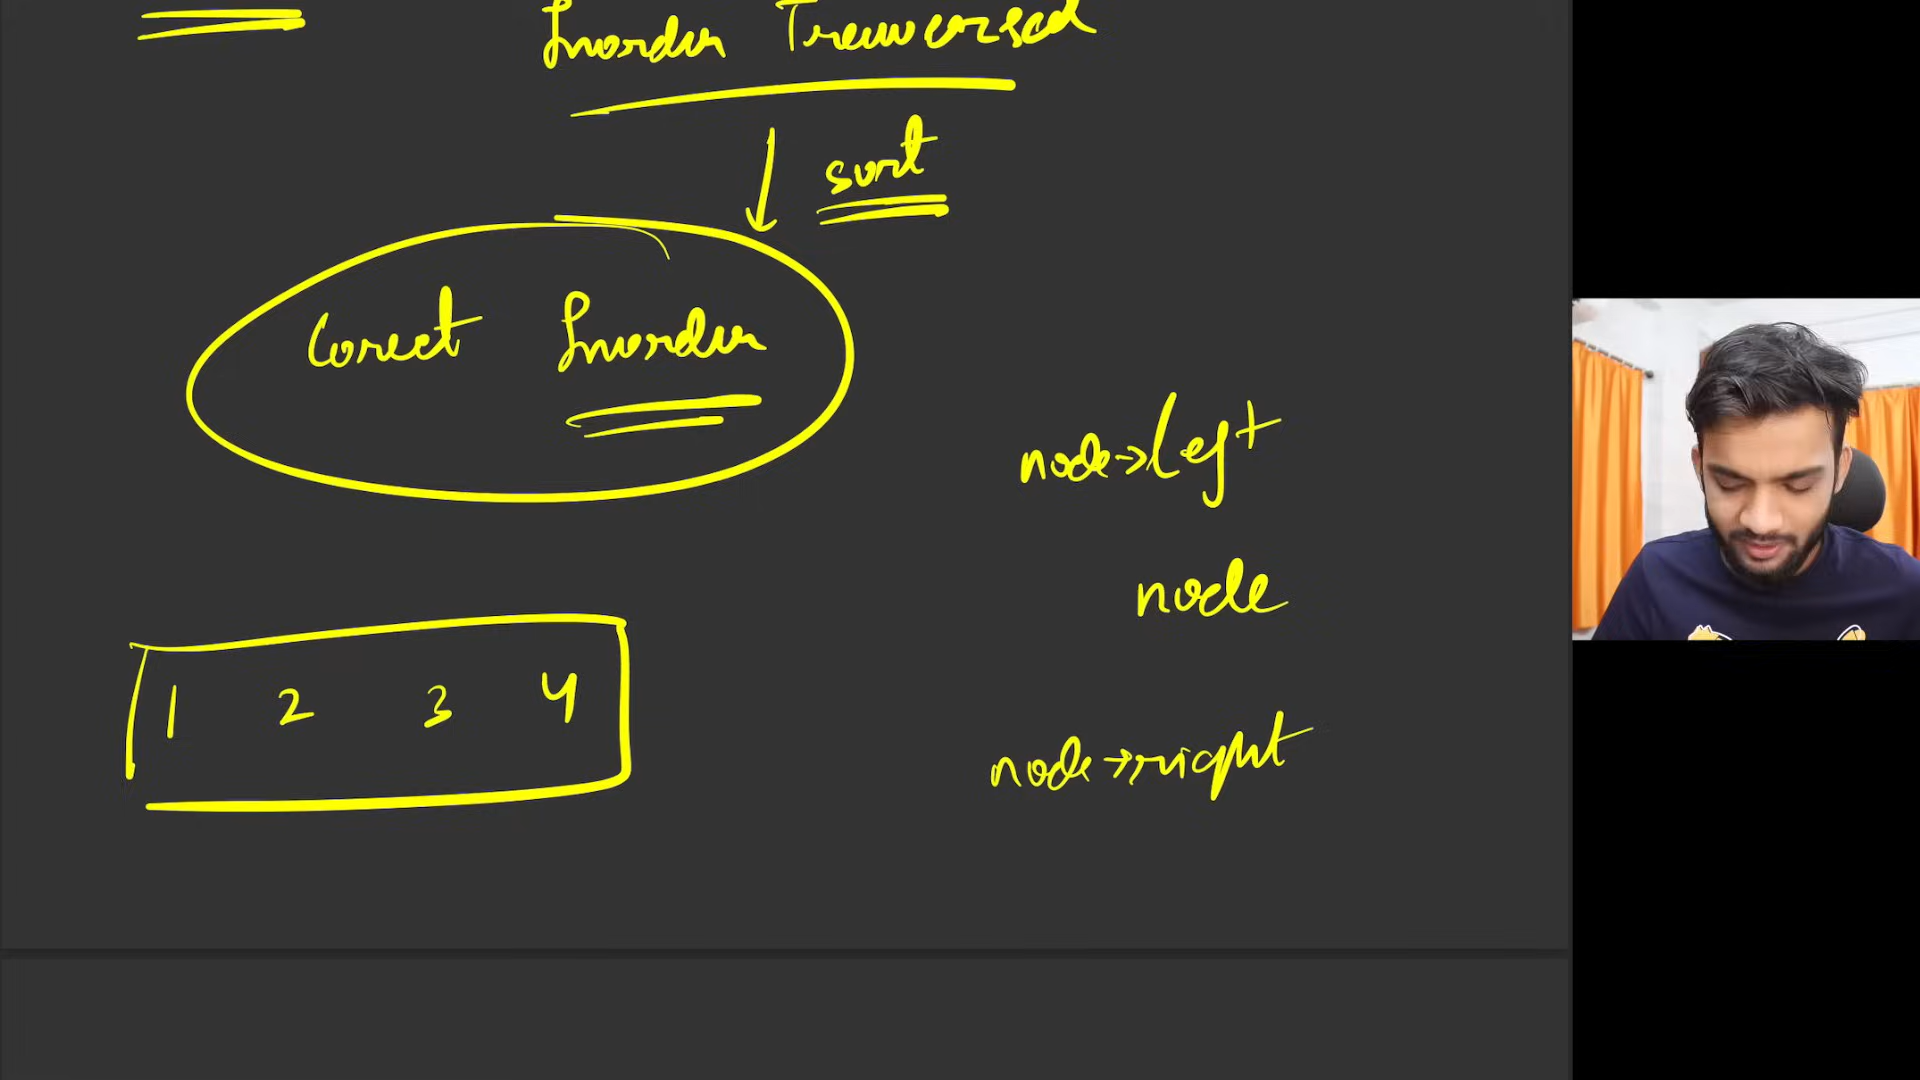 Inorder Traversal
sort
Correct Inorder
node→left
node
1 2 3 4
node→right